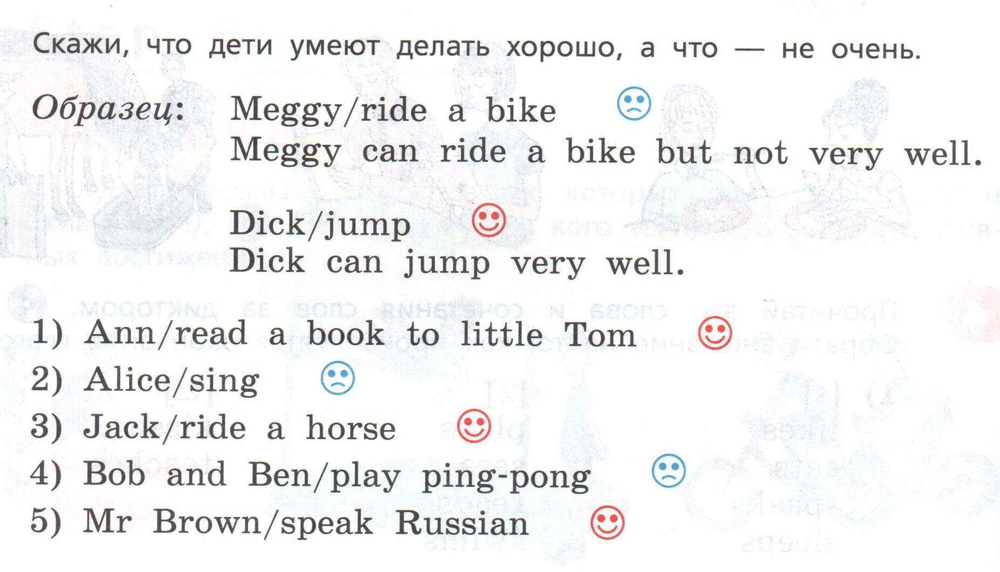 Скажи, что дети умеют делать хорошо, а что — не очень.
Образец: Meggy/ride a bike
Meggy can ride a bike but not very well.
Dick/jump
Dick can jump very well.
1) Ann/read a book to little Tom
2) Alice/sing
3) Jack/ride a horse
4) Bob and Ben/play ping-pong
5) Mr Brown/speak Russian